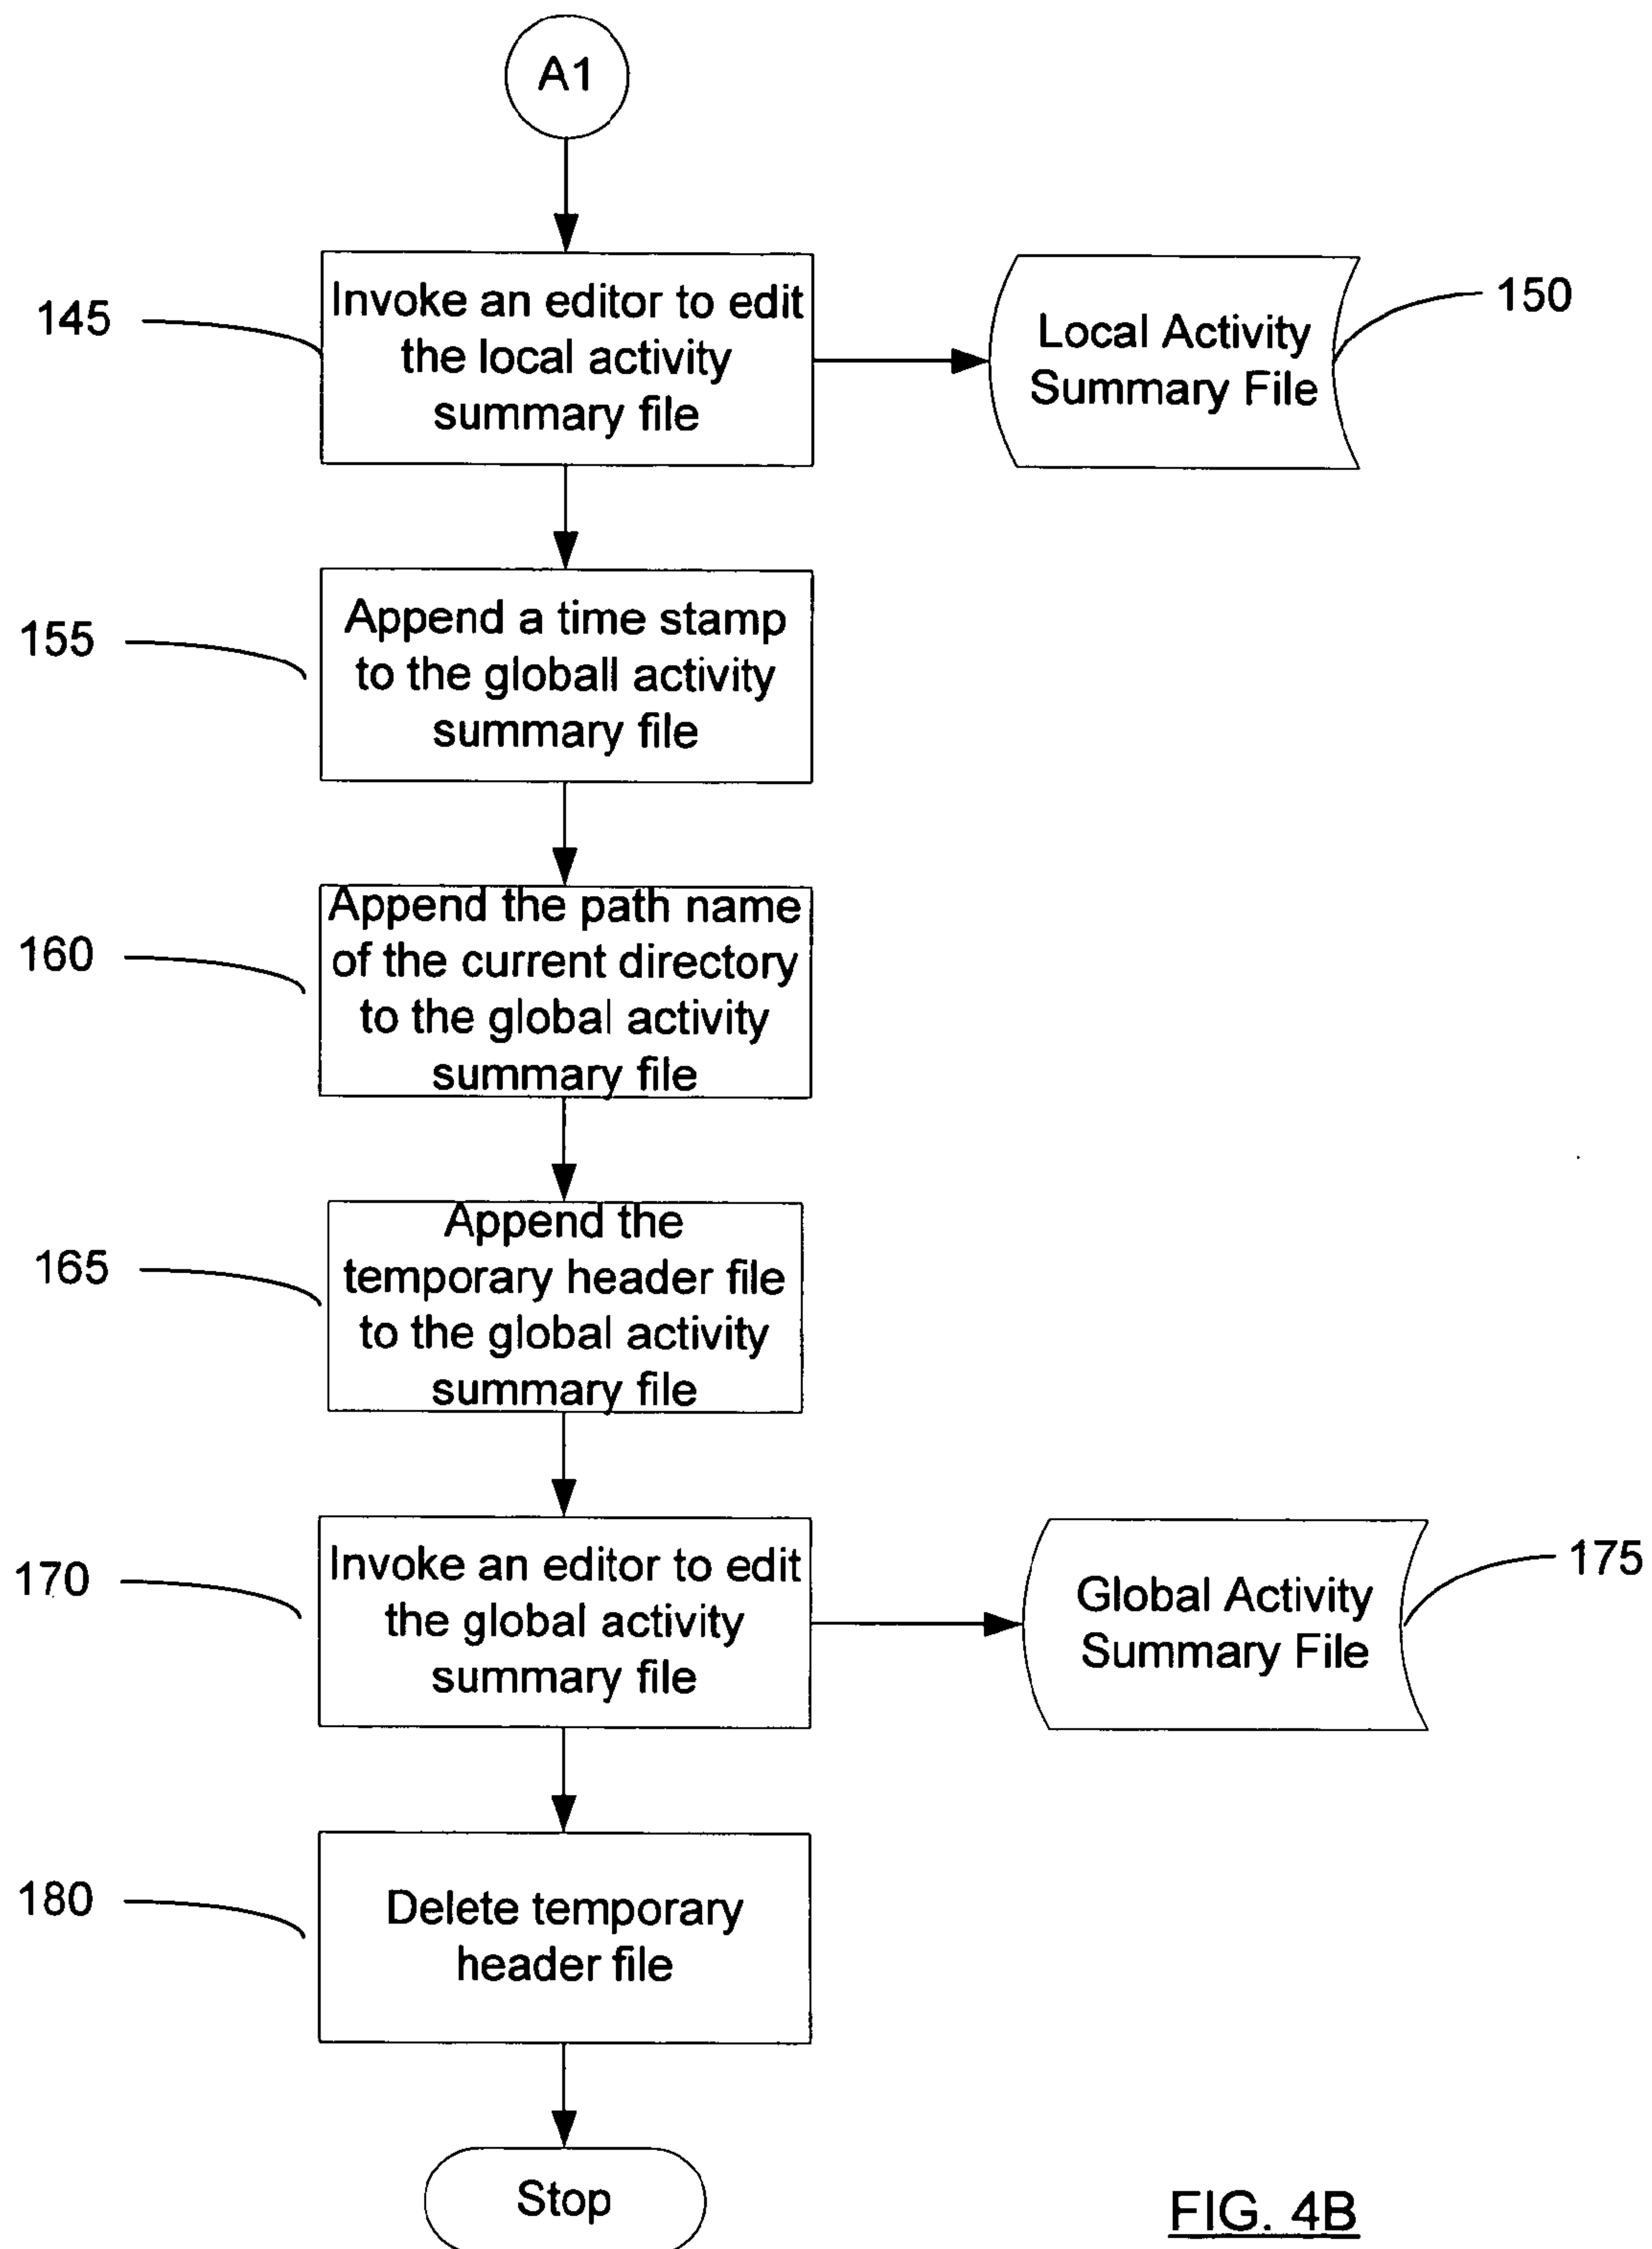 A1
145
Invoke an editor to edit
the local activity
summary file
Local Activity
Summary File
150
155
Append a time stamp
to the globall activity
summary file
160
Append the path name
of the current directory
to the global activity
summary file
165
Append the
temporary header file
to the global activity
summary file
170
Invoke an editor to edit
the global activity
summary file
Global Activity
Summary File
175
180
Delete temporary
header file
Stop
FIG. 4B